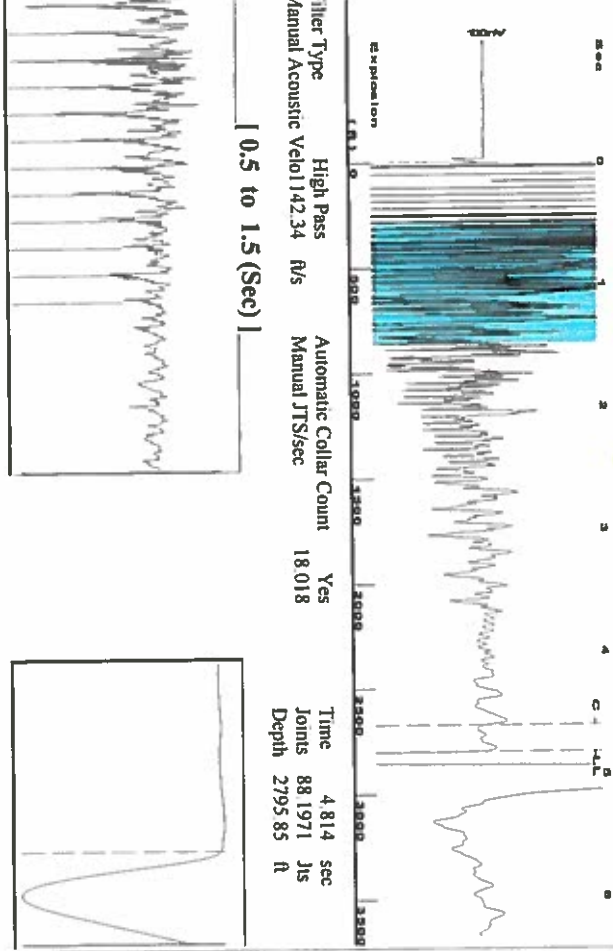 Sec 0 1 2 3 4 5 6
Explosion
0 500 1000 1500 2000 2500 3000 3500
ilter Type High Pass Automatic Collar Count Yes Time 4.814 sec
Manual Acoustic Velo1142.34 ft/s Manual JTS/sec 18.018 Joints 88.1971 Jts
Depth 2795.85 ft
[ 0.5 to 1.5 (Sec) ]